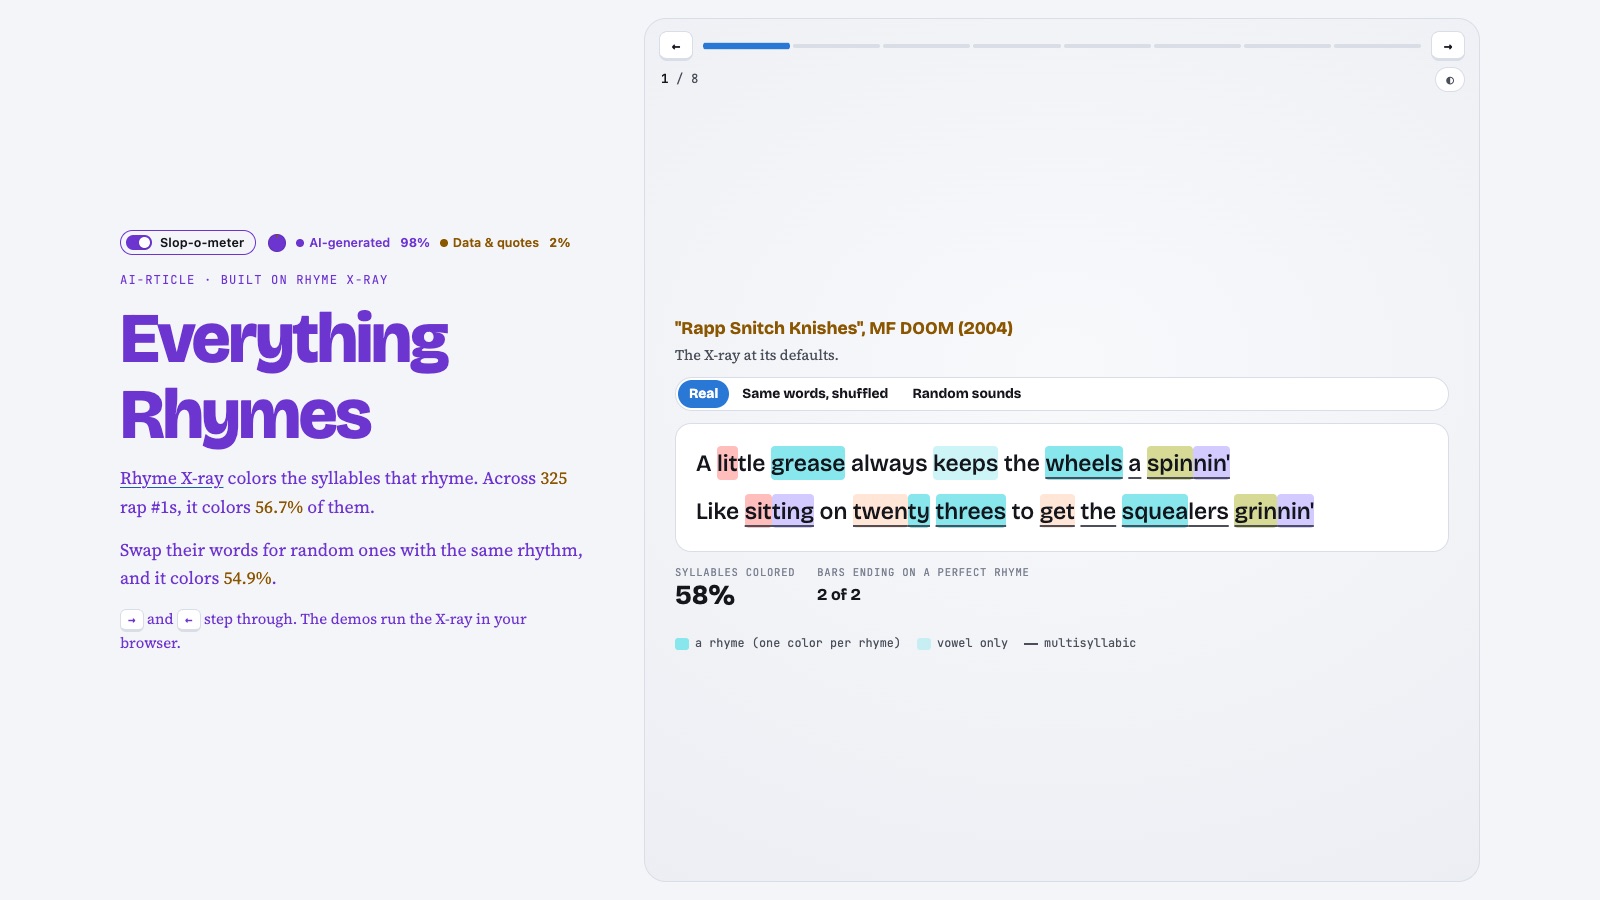 Slop-o-meter AI-generated 98% Data & quotes 2%
AI-RTICLE · BUILT ON RHYME X-RAY
Everything
Rhymes
Rhyme X-ray colors the syllables that rhyme. Across 325
rap #1s, it colors 56.7% of them.
Swap their words for random ones with the same rhythm,
and it colors 54.9%.
→ and ← step through. The demos run the X-ray in your
browser.
← →
1 / 8
"Rapp Snitch Knishes", MF DOOM (2004)
The X-ray at its defaults.
Real Same words, shuffled Random sounds
A little grease always keeps the wheels a spinnin'
Like sitting on twenty threes to get the squealers grinnin'
SYLLABLES COLORED BARS ENDING ON A PERFECT RHYME
58% 2 of 2
a rhyme (one color per rhyme) vowel only multisyllabic